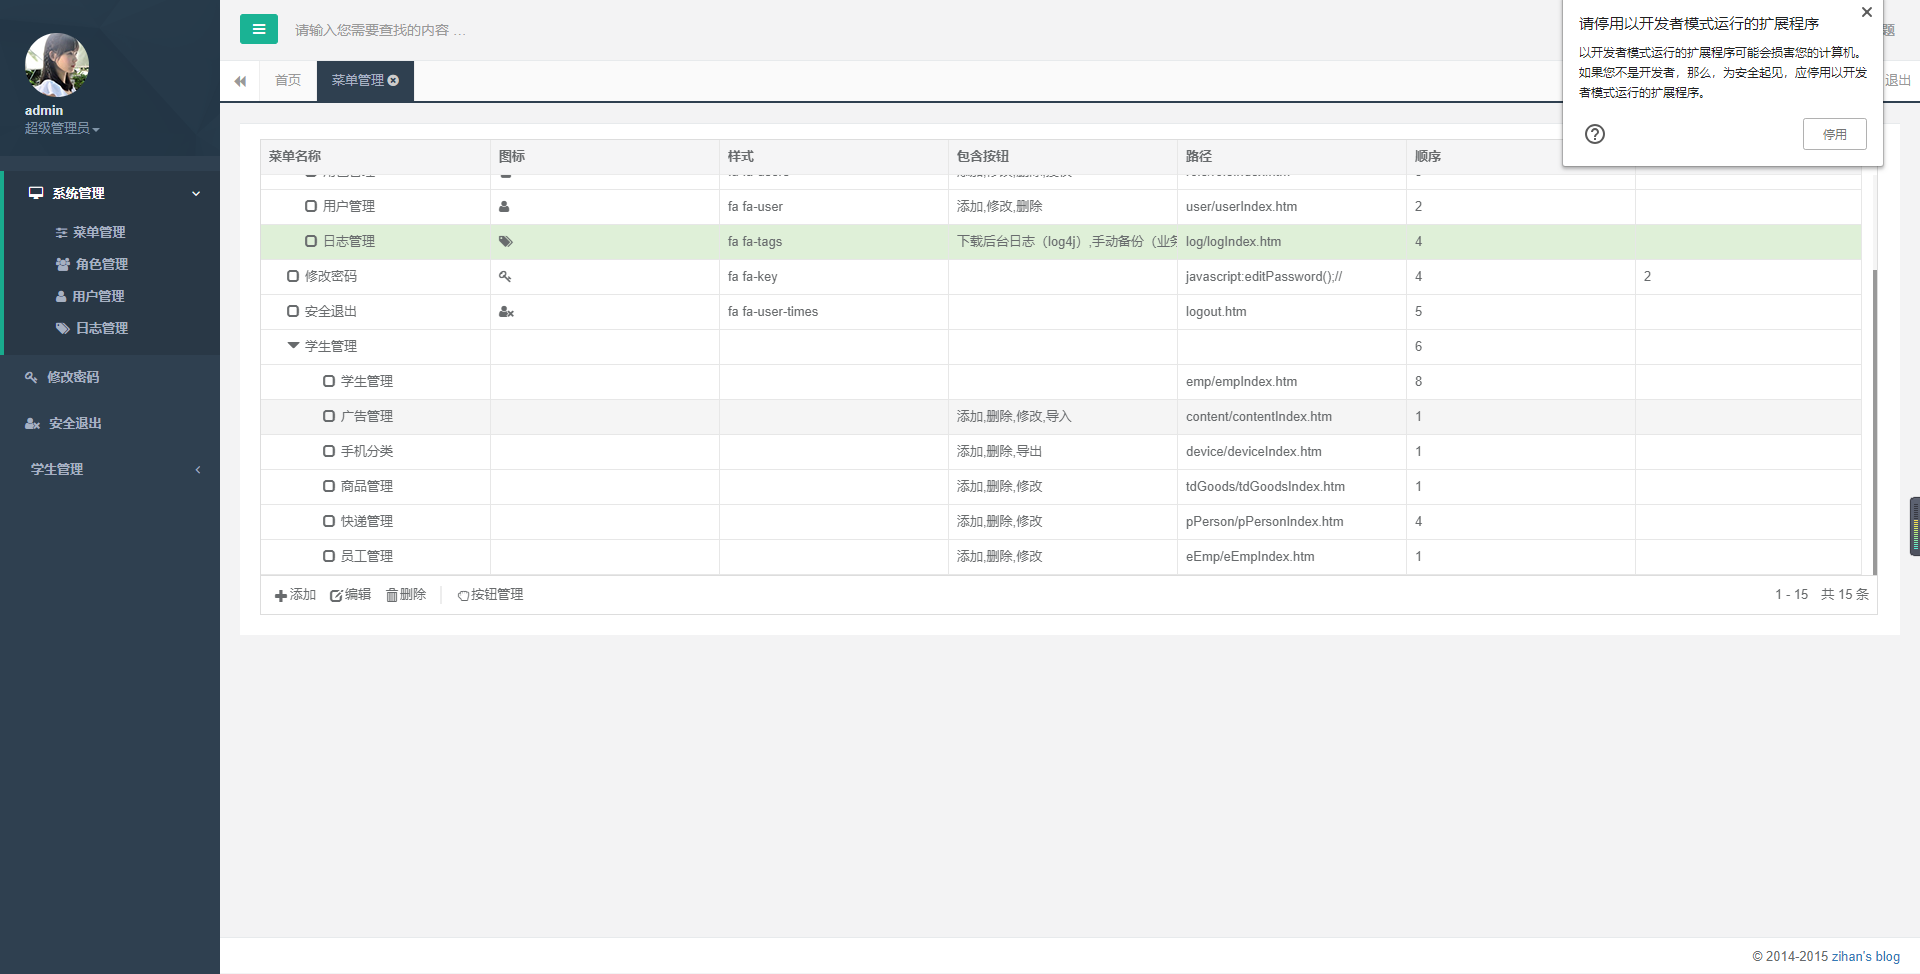 admin
超级管理员
系统管理
菜单管理
角色管理
用户管理
日志管理
修改密码
安全退出
学生管理
请输入您需要查找的内容 …
题
首页
菜单管理
退出
请停用以开发者模式运行的扩展程序
以开发者模式运行的扩展程序可能会损害您的计算机。
如果您不是开发者，那么，为安全起见，应停用以开发
者模式运行的扩展程序。
停用
菜单名称 图标 样式 包含按钮 路径 顺序
用户管理 fa fa-user 添加,修改,删除 user/userIndex.htm 2
日志管理 fa fa-tags 下载后台日志（log4j）,手动备份（业务 log/logIndex.htm 4
修改密码 fa fa-key javascript:editPassword();// 4 2
安全退出 fa fa-user-times logout.htm 5
学生管理 6
学生管理 emp/empIndex.htm 8
广告管理 添加,删除,修改,导入 content/contentIndex.htm 1
手机分类 添加,删除,导出 device/deviceIndex.htm 1
商品管理 添加,删除,修改 tdGoods/tdGoodsIndex.htm 1
快递管理 添加,删除,修改 pPerson/pPersonIndex.htm 4
员工管理 添加,删除,修改 eEmp/eEmpIndex.htm 1
添加 编辑 删除 按钮管理 1 - 15 共 15 条
© 2014-2015 zihan's blog